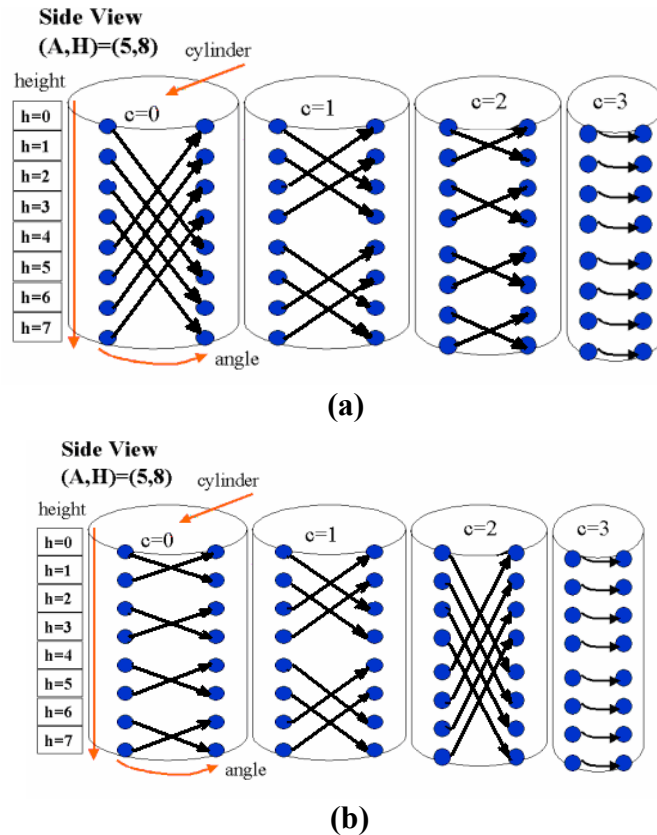 Side View
(A,H)=(5,8)
cylinder
height
c=0
c=1
c=2
c=3
h=0
h=1
h=2
h=3
h=4
h=5
h=6
h=7
angle
(a)
Side View
(A,H)=(5,8)
cylinder
height
c=0
c=1
c=2
c=3
h=0
h=1
h=2
h=3
h=4
h=5
h=6
h=7
angle
(b)